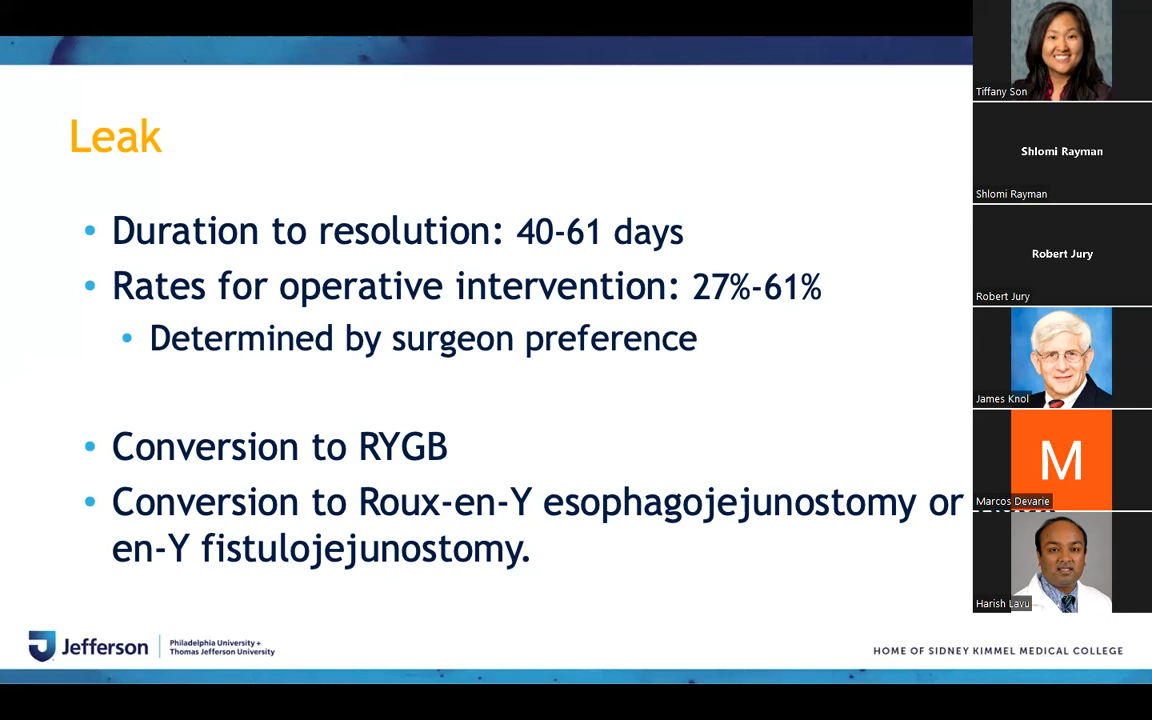 Leak
• Duration to resolution: 40-61 days
• Rates for operative intervention: 27%-61%
• Determined by surgeon preference
• Conversion to RYGB
• Conversion to Roux-en-Y esophagojejunostomy or
en-Y fistulojejunostomy.
Jefferson
Philadelphia University +
Thomas Jefferson University
HOME OF SIDNEY KIMMEL MEDICAL COLLEGE
Tiffany Son
Shlomi Rayman
Shlomi Rayman
Robert Jury
Robert Jury
James Knol
M
Marcos Devarie
Harish Lavu